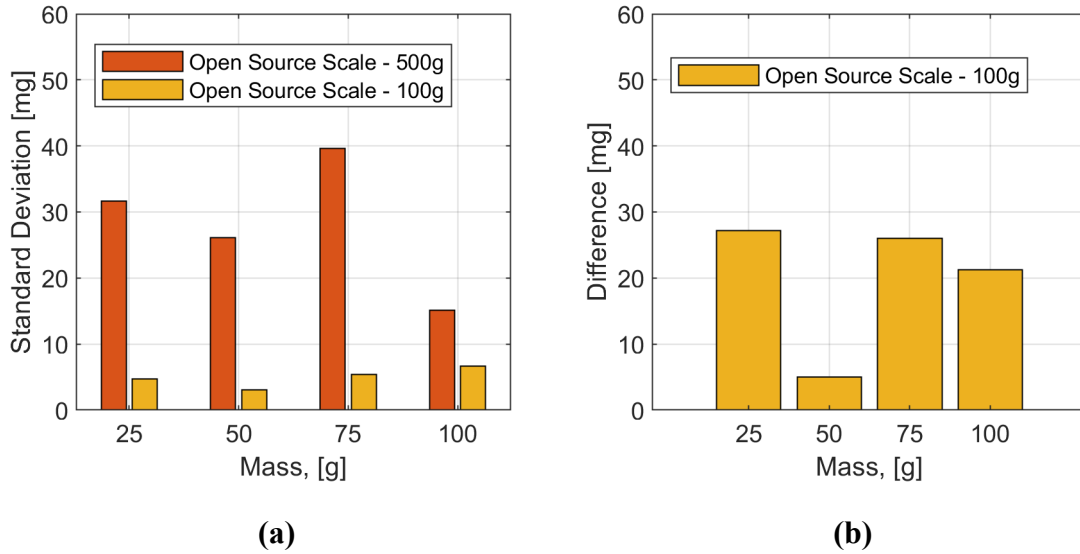 60
50
40
30
20
10
0
Standard Deviation [mg]
Open Source Scale - 500g
Open Source Scale - 100g
25 50 75 100
Mass, [g]
(a)
60
50
40
30
20
10
0
Difference [mg]
Open Source Scale - 100g
25 50 75 100
Mass, [g]
(b)